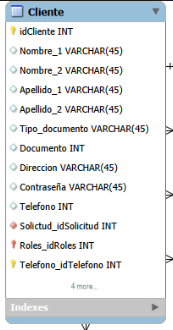 Cliente
idCliente INT
Nombre_1 VARCHAR(45)
Nombre_2 VARCHAR(45)
Apellido_1 VARCHAR(45)
Apellido_2 VARCHAR(45)
Tipo_documento VARCHAR(45)
Documento INT
Direccion VARCHAR(45)
Contraseña VARCHAR(45)
Telefono INT
Solictud_idSolicitud INT
Roles_idRoles INT
Telefono_idTelefono INT
4 more...
Indexes